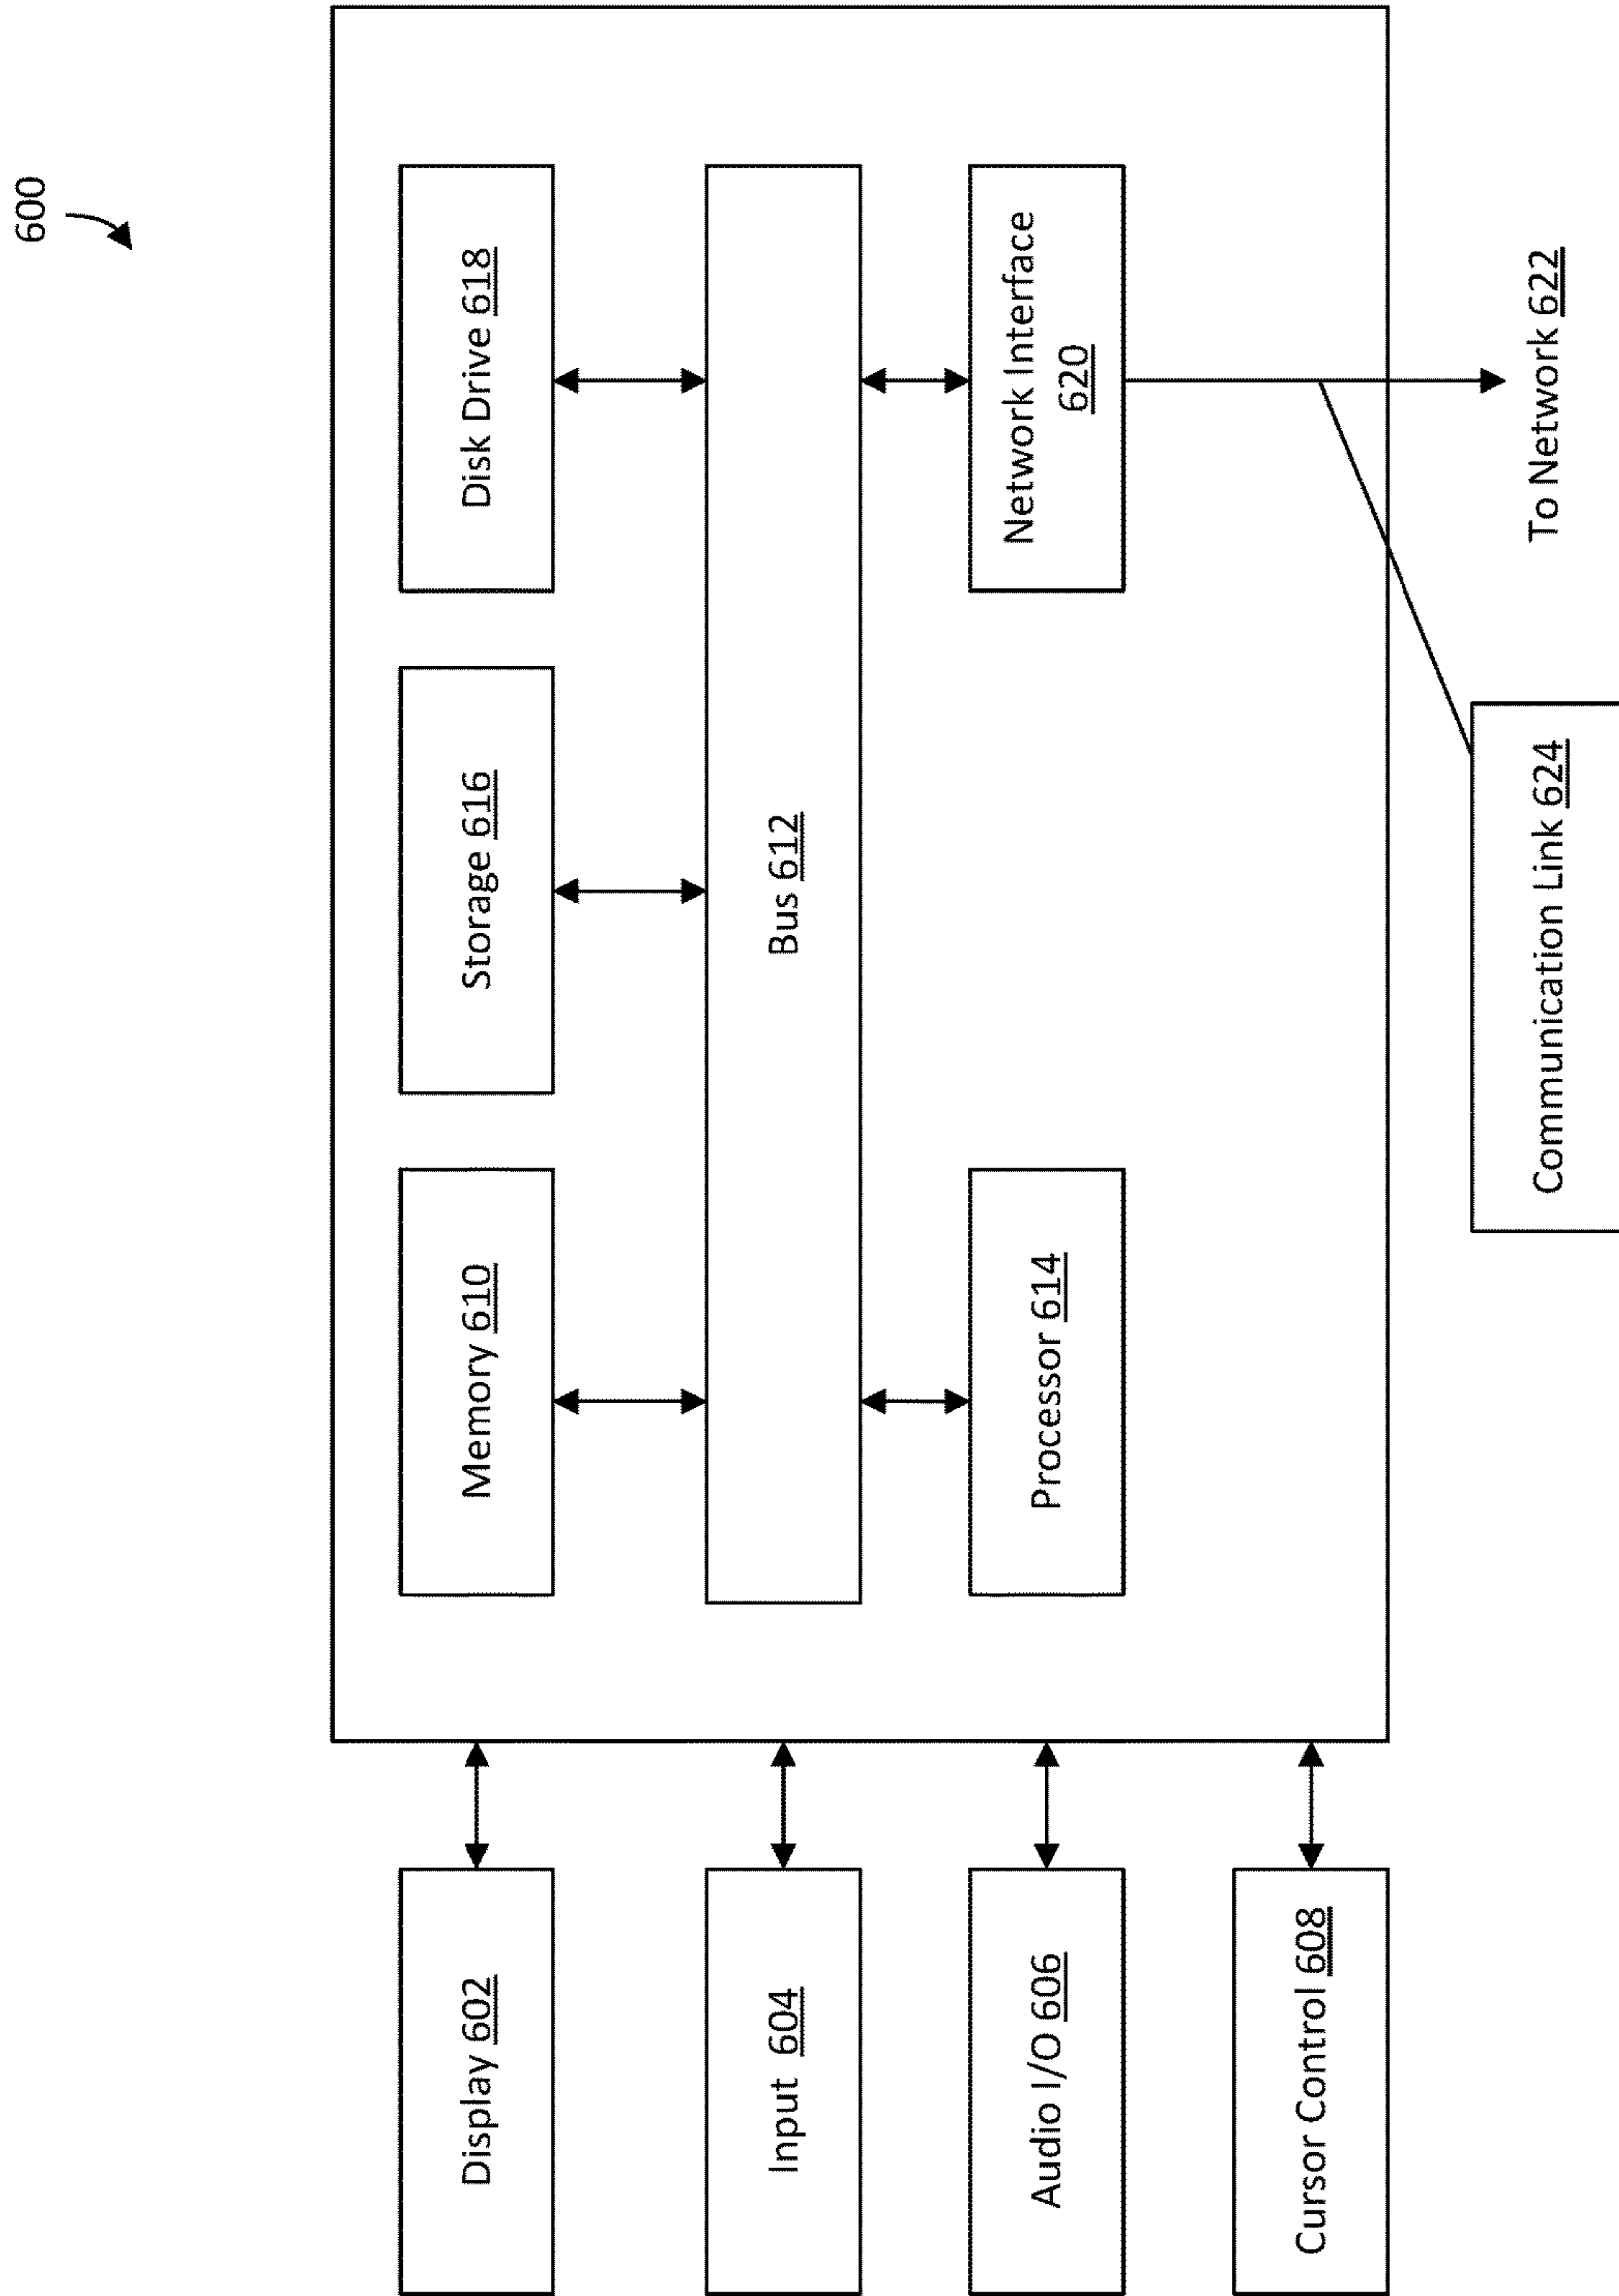 600
Display 602
Memory 610
Storage 616
Disk Drive 618
Input 604
Bus 612
Audio I/O 606
Processor 614
Network Interface
620
Cursor Control 608
Communication Link 624
To Network 622